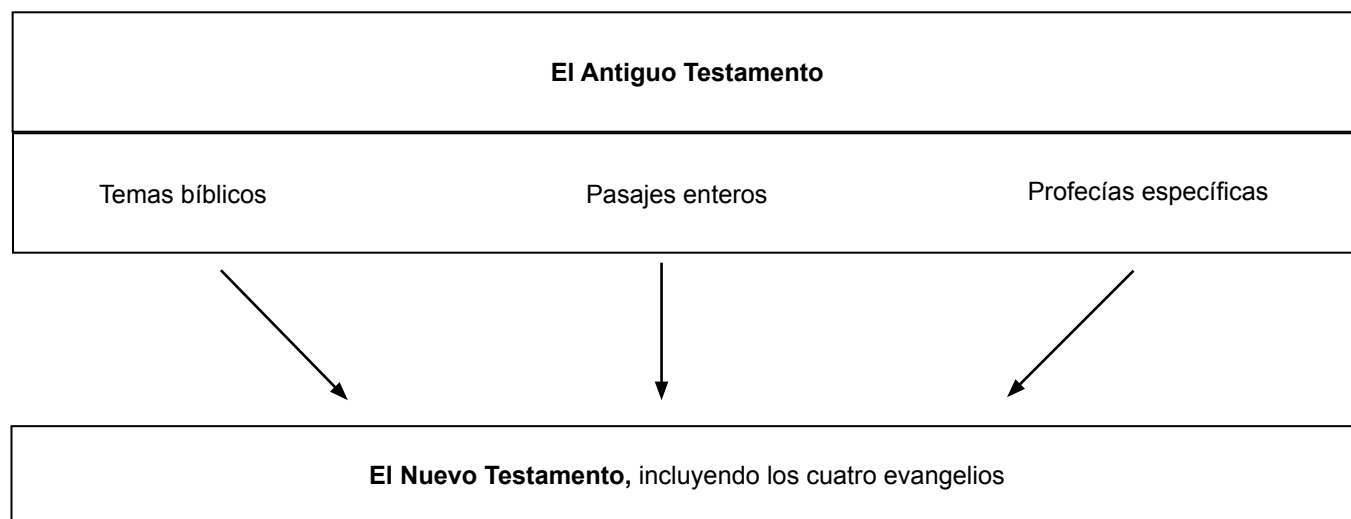 El Antiguo Testamento
Temas bíblicos
Pasajes enteros
Profecías específicas
El Nuevo Testamento, incluyendo los cuatro evangelios